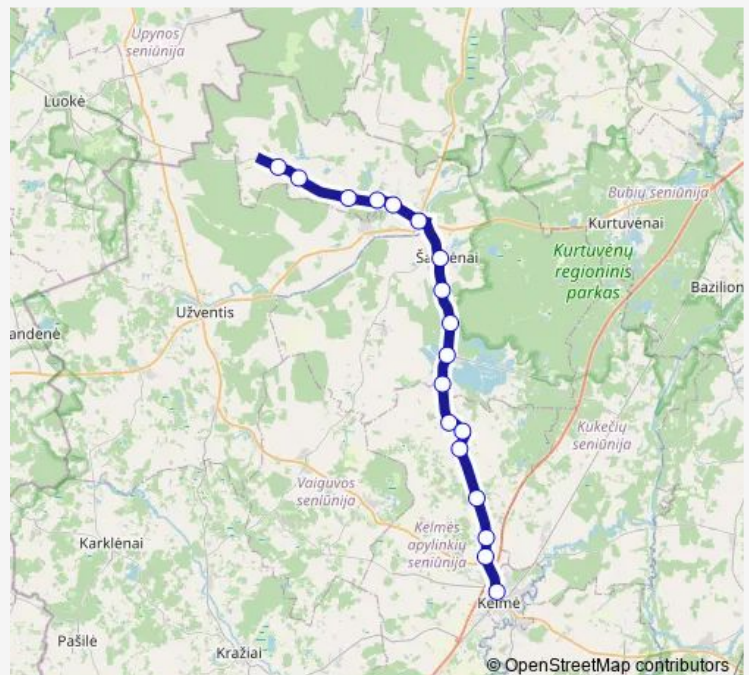 Upynos
seniūnija
Luokė
Bubių seniūnija
Kurtuvėnai
Kurtuvėnų
regioninis
parkas
Bazilion
Užventis
andenė
Kukečių
seniūnija
Vaiguvos
seniūnija
Kelmės
apylinkių
seniūnija
Karklėnai
Kelmė
Pašilė
Kražiai
© OpenStreetMap contributors